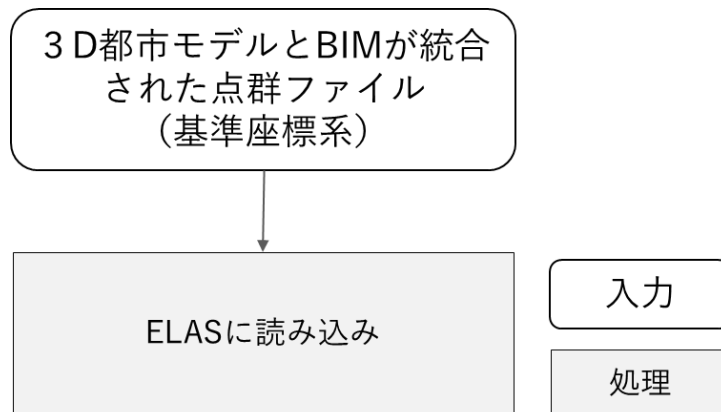 ３D都市モデルとBIMが統合
された点群ファイル
（基準座標系）
ELASに読み込み
入力
処理